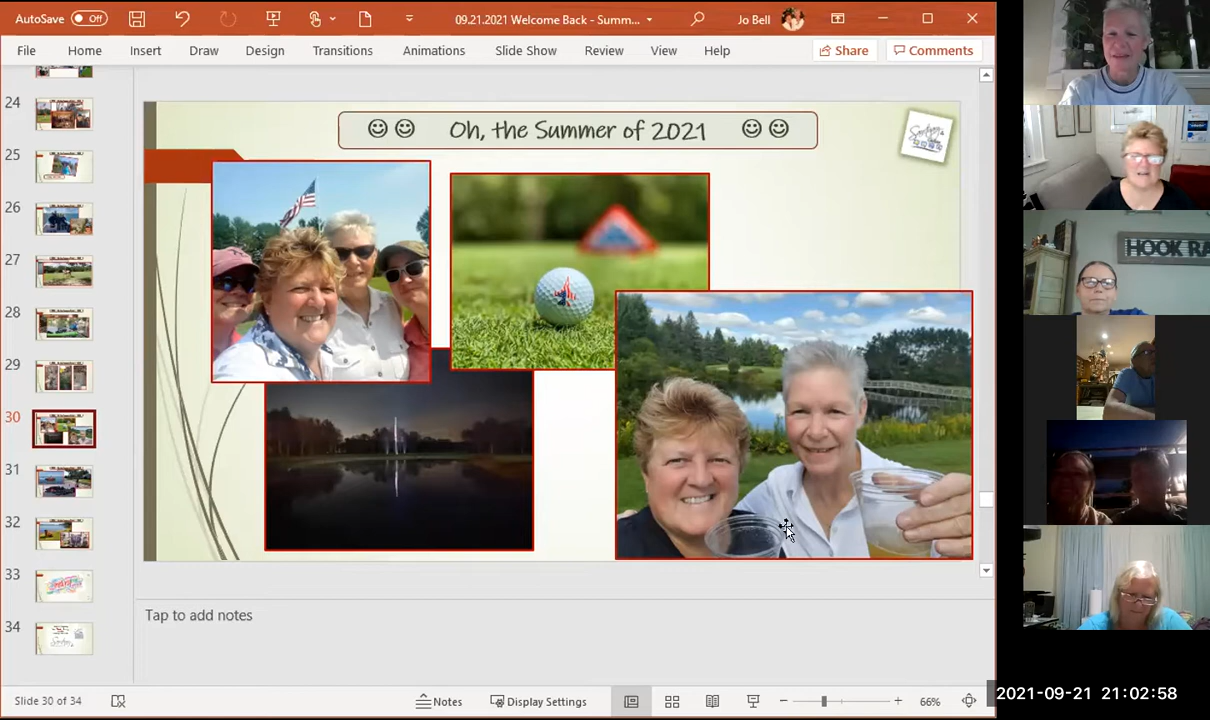 AutoSave Off 09.21.2021 Welcome Back - Summ... Jo Bell
File Home Insert Draw Design Transitions Animations Slide Show Review View Help Share Comments
24
25
26
27
28
29
30
31
32
33
34
Oh, the Summer of 2021
HOOK RA
Tap to add notes
Slide 30 of 34 Notes Display Settings 66%
2021-09-21 21:02:58